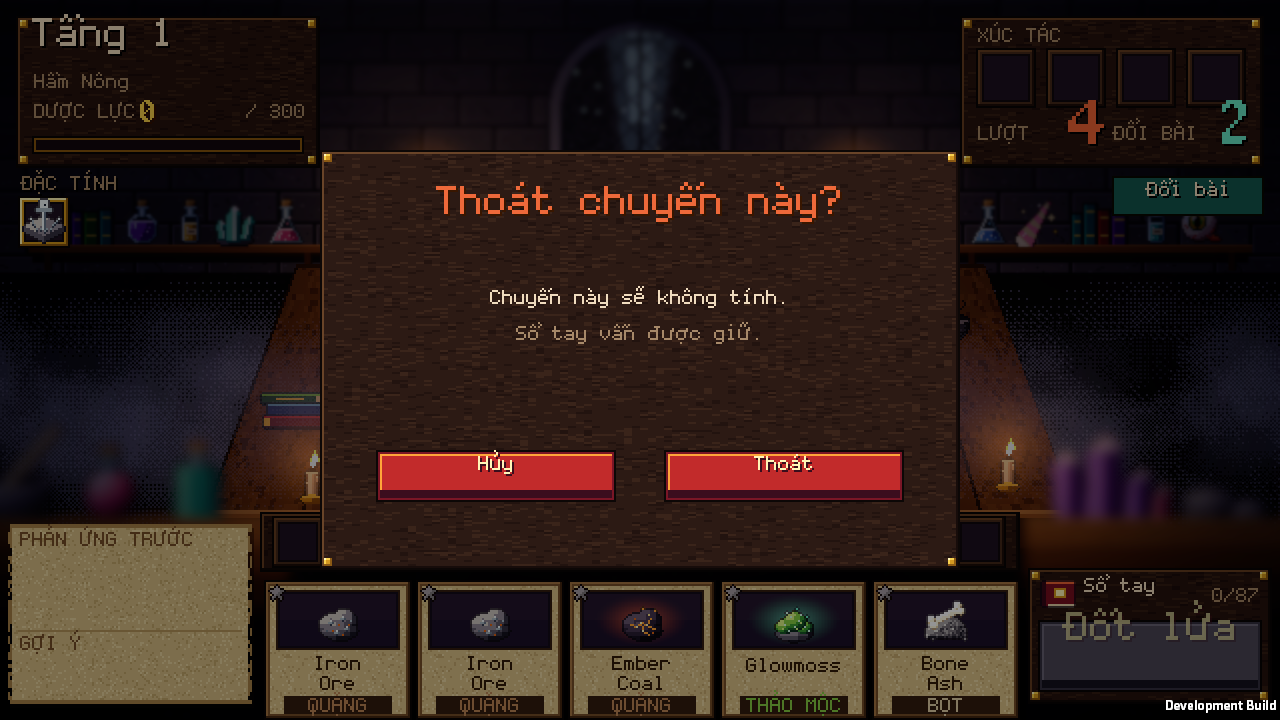 Tầng 1
Hầm Nông
DƯỢC LỰC 0 / 300
ĐẶC TÍNH
XÚC TÁC
LƯỢT 4 ĐỔI BÀI 2
Đổi bài
Thoát chuyến này?
Chuyến này sẽ không tính.
Sổ tay vẫn được giữ.
Hủy
Thoát
PHẢN ỨNG TRƯỚC
GỢI Ý
Iron Ore
QUẶNG
Iron Ore
QUẶNG
Ember Coal
QUẶNG
Glowmoss
THẢO MỘC
Bone Ash
BỘT
Sổ tay
0/87
Đốt lửa
Development Build